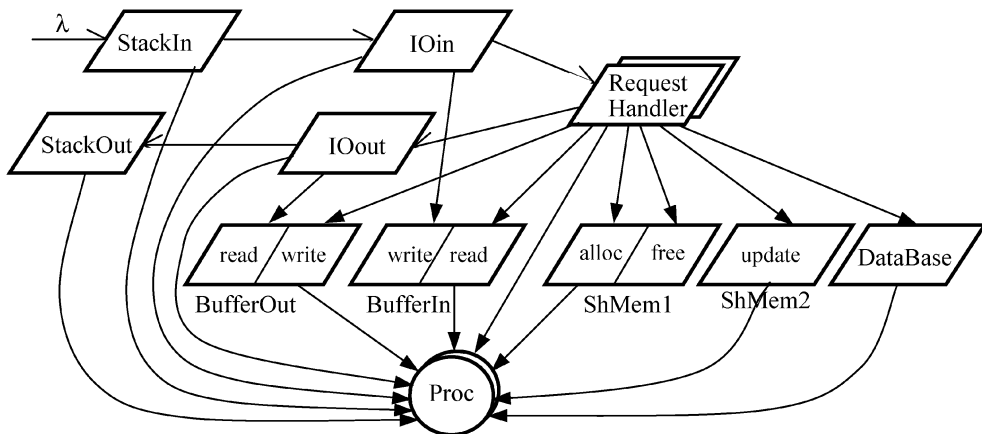 λ
StackIn
IOin
Request
Handler
StackOut
IOout
read
write
write
read
alloc
free
update
DataBase
BufferOut
BufferIn
ShMem1
ShMem2
Proc